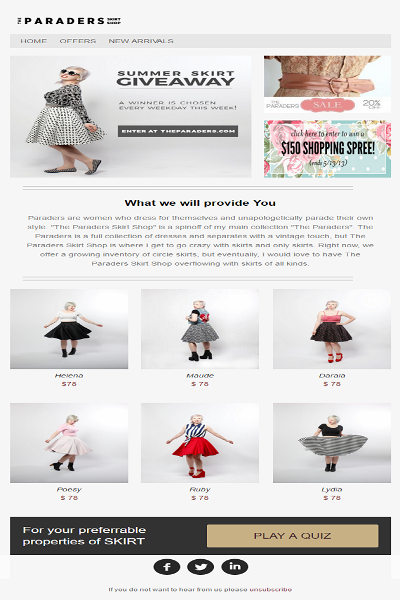 THE PARADERS SKIRT SHOP
HOME OFFERS NEW ARRIVALS
SUMMER SKIRT
GIVEAWAY
A WINNER IS CHOSEN
EVERY WEEKDAY THIS WEEK!
ENTER AT THEPARADERS.COM
THE PARADERS SALE 20% OFF
click here to enter to win a
$150 SHOPPING SPREE!
(ends 5/13/13)
What we will provide You
Paraders are women who dress for themselves and unapologetically parade their own
style. "The Paraders Skirt Shop" is a spinoff of my main collection "The Paraders". The
Paraders is a full collection of dresses and separates with a vintage touch, but The
Paraders Skirt Shop is where I get to go crazy with skirts and only skirts. Right now, we
offer a growing inventory of circle skirts, but eventually, I would love to have The
Paraders Skirt Shop overflowing with skirts of all kinds.
Helena Maude Darala
$78 $ 78 $ 78
Poesy Ruby Lydia
$ 78 $ 78 $ 78
For your preferrable
properties of SKIRT
PLAY A QUIZ
If you do not want to hear from us please unsubscribe